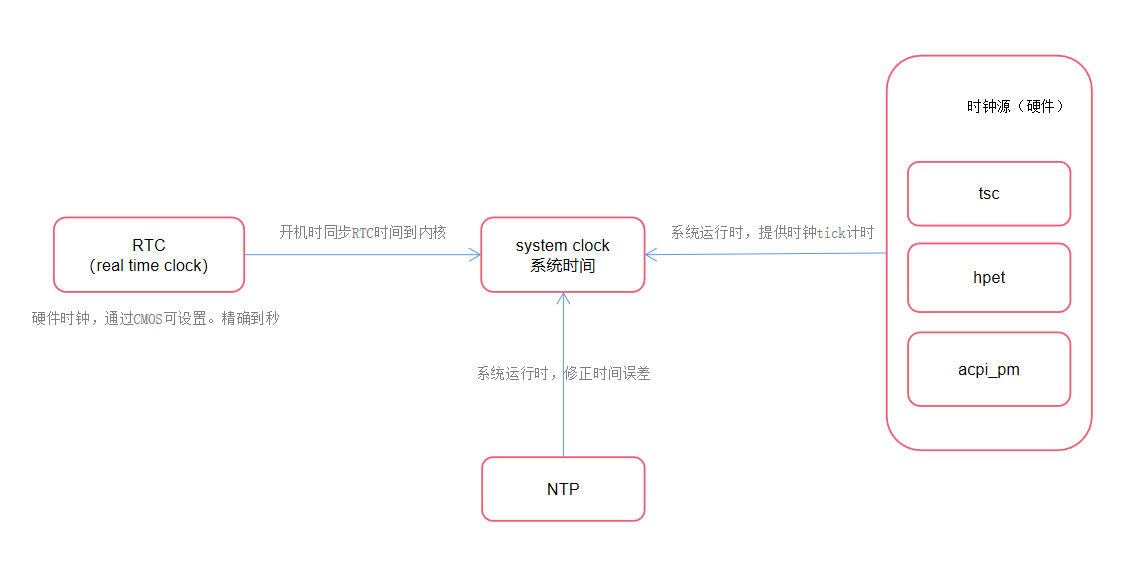 时钟源（硬件）
tsc
RTC
（real time clock）
开机时同步RTC时间到内核
system clock
系统时间
系统运行时，提供时钟tick计时
hpet
硬件时钟，通过CMOS可设置。精确到秒
acpi_pm
系统运行时，修正时间误差
NTP